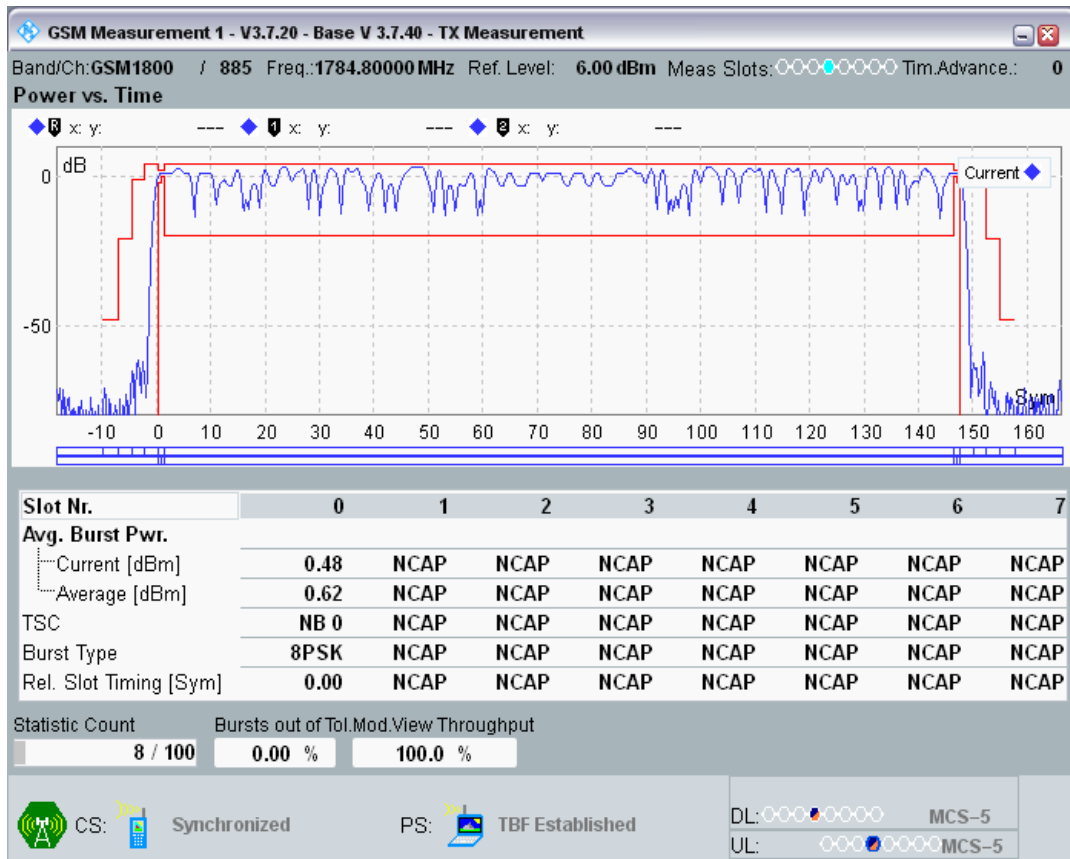 GSM Measurement 1 - V3.7.20 - Base V 3.7.40 - TX Measurement
Band/Ch:GSM1800 / 885 Freq.:1784.80000 MHz Ref. Level: 6.00 dBm Meas Slots: Tim.Advance.: 0
Power vs. Time
R x: y: --- 1 x: y: --- 2 x: y: ---
dB
Current
0
-50
Sym
-10 0 10 20 30 40 50 60 70 80 90 100 110 120 130 140 150 160
Slot Nr. 0 1 2 3 4 5 6 7
Avg. Burst Pwr.
Current [dBm] 0.48 NCAP NCAP NCAP NCAP NCAP NCAP NCAP
Average [dBm] 0.62 NCAP NCAP NCAP NCAP NCAP NCAP NCAP
TSC NB 0 NCAP NCAP NCAP NCAP NCAP NCAP NCAP
Burst Type 8PSK NCAP NCAP NCAP NCAP NCAP NCAP NCAP
Rel. Slot Timing [Sym] 0.00 NCAP NCAP NCAP NCAP NCAP NCAP NCAP
Statistic Count Bursts out of Tol.Mod.View Throughput
8 / 100 0.00 % 100.0 %
CS: Synchronized PS: TBF Established DL: MCS-5
UL: MCS-5